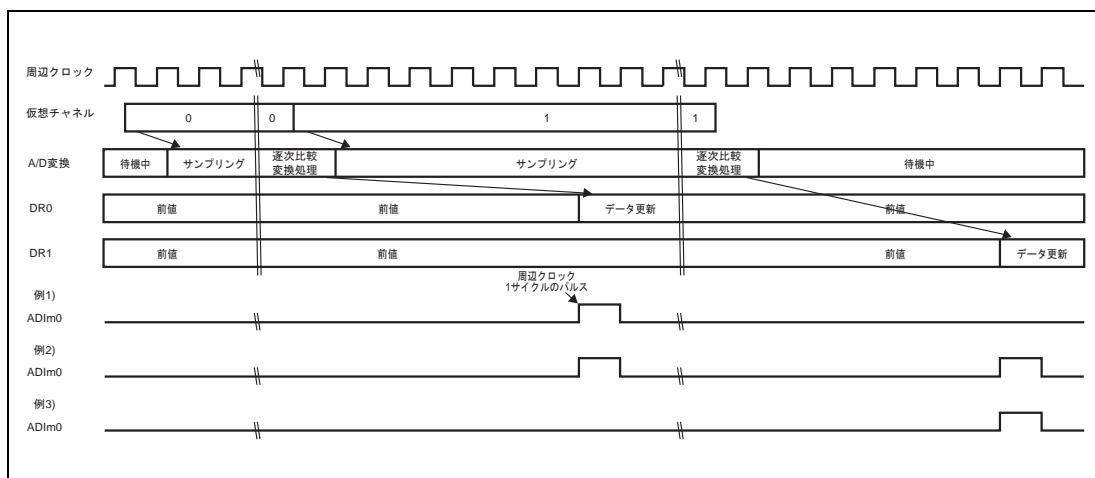 周辺クロック
仮想チャネル
0
0
1
1
A/D変換
待機中
サンプリング
逐次比較
変換処理
サンプリング
逐次比較
変換処理
待機中
DR0
前値
前値
データ更新
前値
DR1
前値
前値
前値
データ更新
周辺クロック
1サイクルのパルス
例1)
ADIm0
例2)
ADIm0
例3)
ADIm0